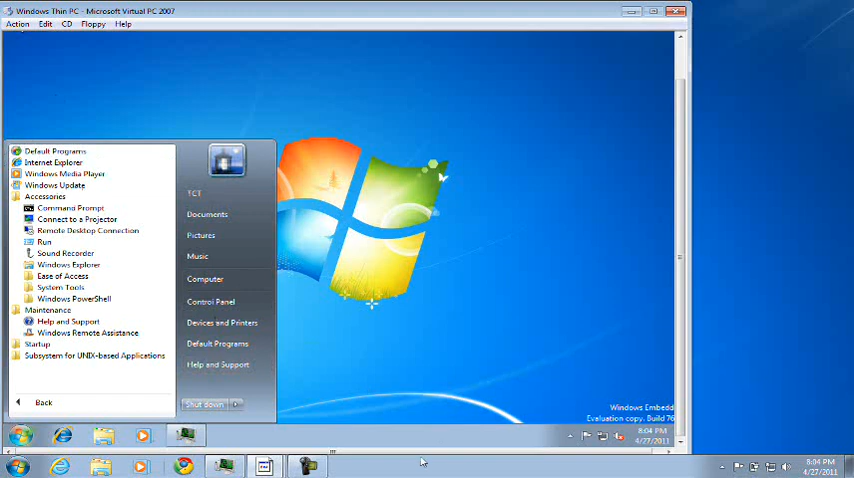 Windows Thin PC - Microsoft Virtual PC 2007
Action Edit CD Floppy Help
Default Programs
Internet Explorer
Windows Media Player
Windows Update
Accessories
Command Prompt
Connect to a Projector
Remote Desktop Connection
Run
Sound Recorder
Windows Explorer
Ease of Access
System Tools
Windows PowerShell
Maintenance
Help and Support
Windows Remote Assistance
Startup
Subsystem for UNIX-based Applications
Back
TCT
Documents
Pictures
Music
Computer
Control Panel
Devices and Printers
Default Programs
Help and Support
Shut down
Windows Embedd
Evaluation copy. Build 76
8:04 PM
4/27/2011
8:04 PM
4/27/2011